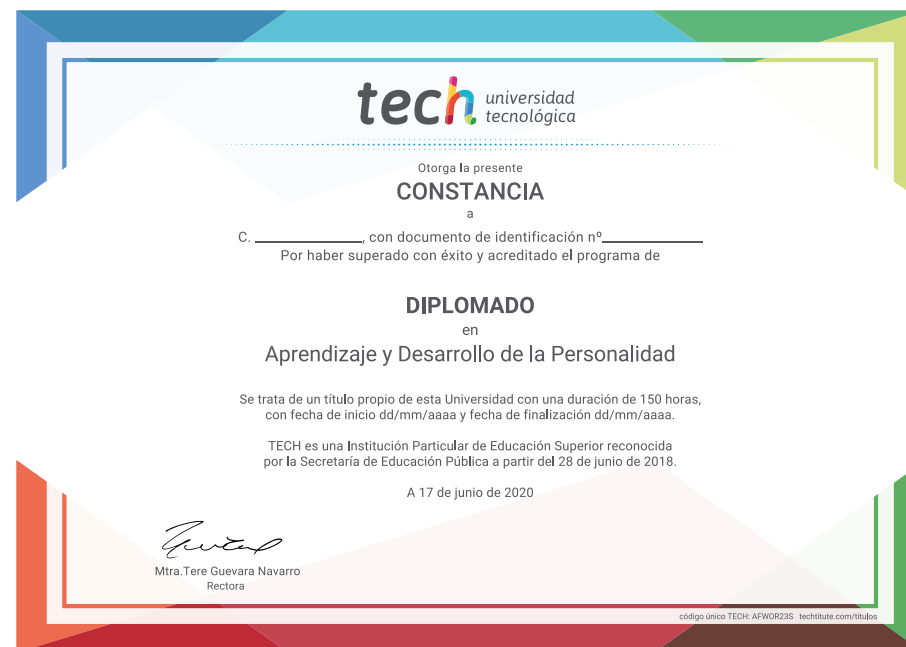 tech universidad
tecnológica
Otorga la presente
CONSTANCIA
a
C. ____________, con documento de identificación nº____________
Por haber superado con éxito y acreditado el programa de
DIPLOMADO
en
Aprendizaje y Desarrollo de la Personalidad
Se trata de un título propio de esta Universidad con una duración de 150 horas,
con fecha de inicio dd/mm/aaaa y fecha de finalización dd/mm/aaaa.
TECH es una Institución Particular de Educación Superior reconocida
por la Secretaría de Educación Pública a partir del 28 de junio de 2018.
A 17 de junio de 2020
Mtra.Tere Guevara Navarro
Rectora
código único TECH: AFWOR23S techtitute.com/titulos